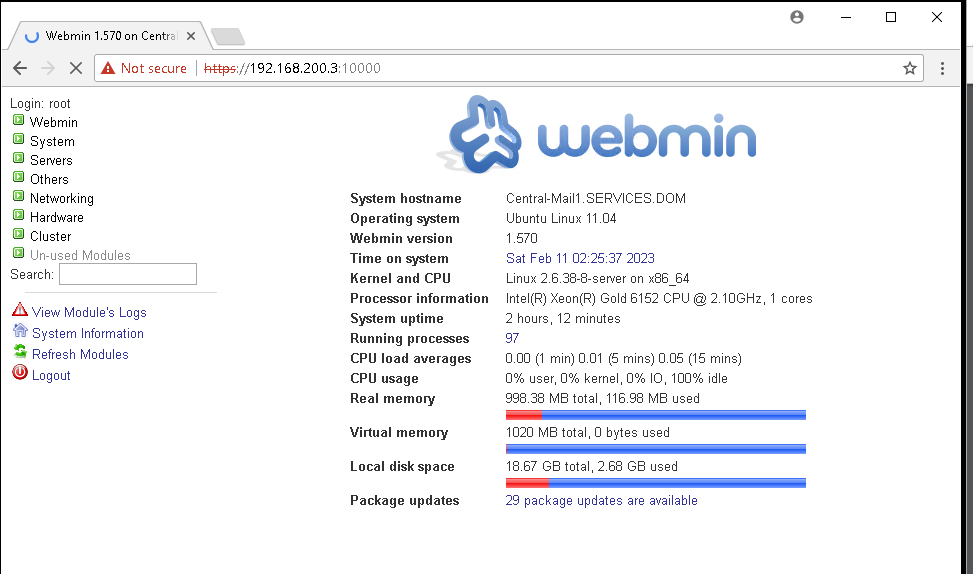 Webmin 1.570 on Centra
Not secure https://192.168.200.3:10000
Login: root
Webmin
System
Servers
Others
Networking
Hardware
Cluster
Un-used Modules
Search:
View Module's Logs
System Information
Refresh Modules
Logout
webmin
System hostname Central-Mail1.SERVICES.DOM
Operating system Ubuntu Linux 11.04
Webmin version 1.570
Time on system Sat Feb 11 02:25:37 2023
Kernel and CPU Linux 2.6.38-8-server on x86_64
Processor information Intel(R) Xeon(R) Gold 6152 CPU @ 2.10GHz, 1 cores
System uptime 2 hours, 12 minutes
Running processes 97
CPU load averages 0.00 (1 min) 0.01 (5 mins) 0.05 (15 mins)
CPU usage 0% user, 0% kernel, 0% IO, 100% idle
Real memory 998.38 MB total, 116.98 MB used
Virtual memory 1020 MB total, 0 bytes used
Local disk space 18.67 GB total, 2.68 GB used
Package updates 29 package updates are available